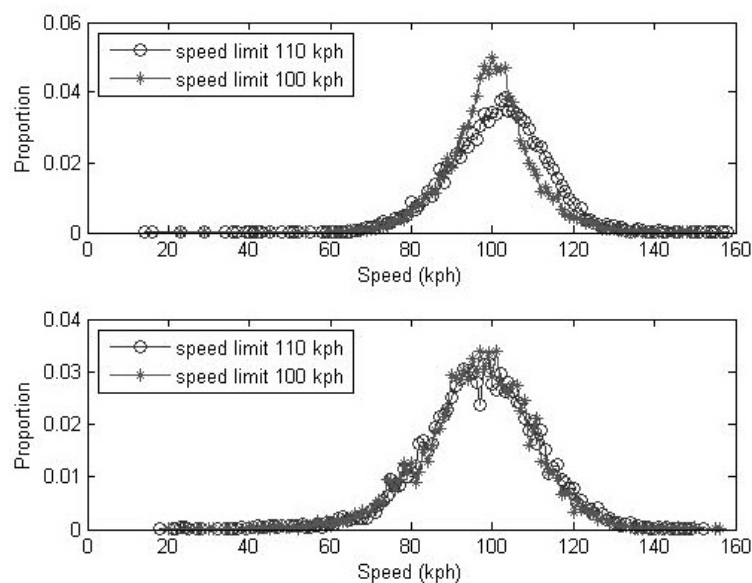 0.06
0.04
0.02
0
Proportion
speed limit 110 kph
speed limit 100 kph
0 20 40 60 80 100 120 140 160
Speed (kph)
0.04
0.03
0.02
0.01
0
Proportion
speed limit 110 kph
speed limit 100 kph
0 20 40 60 80 100 120 140 160
Speed (kph)